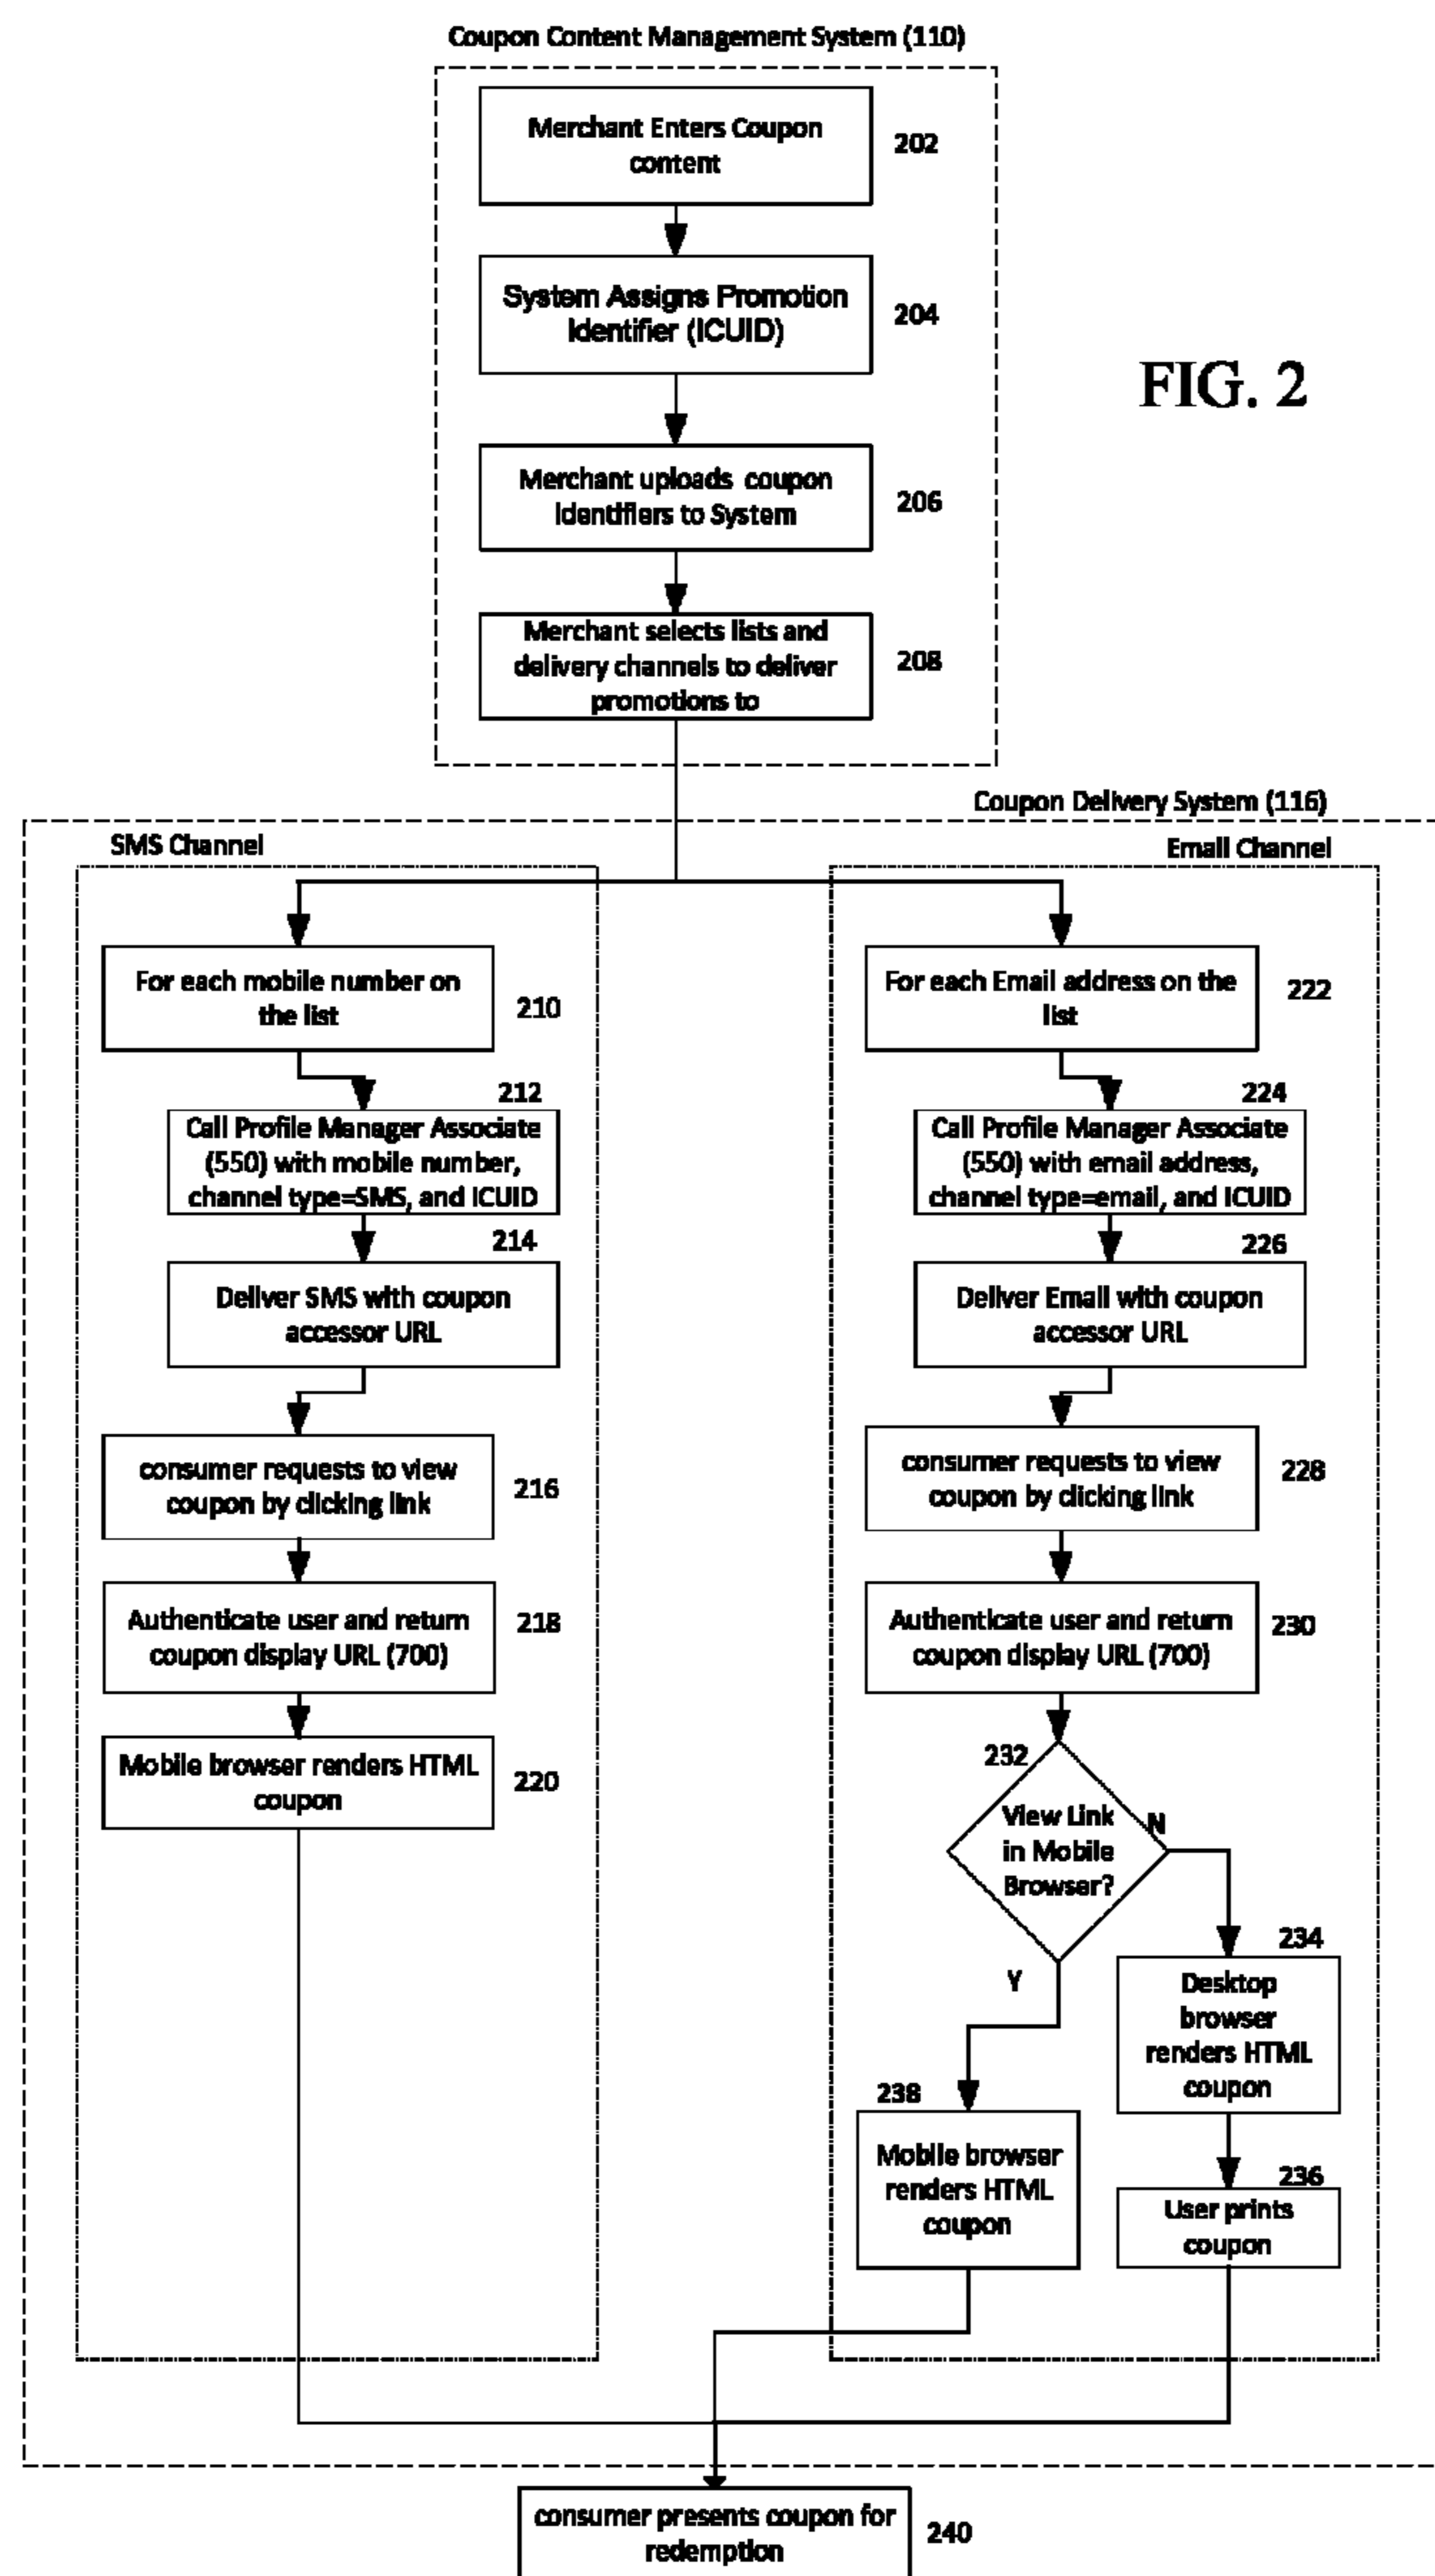 Coupon Content Management System (110)
Merchant Enters Coupon
content
202
System Assigns Promotion
Identifier (ICUID)
204
FIG. 2
Merchant uploads coupon
identifiers to System
206
Merchant selects lists and
delivery channels to deliver
promotions to
208
Coupon Delivery System (116)
SMS Channel
For each mobile number on
the list
210
212
Call Profile Manager Associate
(550) with mobile number,
channel type=SMS, and ICUID
214
Deliver SMS with coupon
accessor URL
consumer requests to view
coupon by clicking link
216
Authenticate user and return
coupon display URL (700)
218
Mobile browser renders HTML
coupon
220
Email Channel
For each Email address on the
list
222
224
Call Profile Manager Associate
(550) with email address,
channel type=email, and ICUID
226
Deliver Email with coupon
accessor URL
consumer requests to view
coupon by clicking link
228
Authenticate user and return
coupon display URL (700)
230
232
View Link
in Mobile
Browser?
N
Y
234
Desktop
browser
renders HTML
coupon
236
User prints
coupon
238
Mobile browser
renders HTML
coupon
consumer presents coupon for
redemption
240